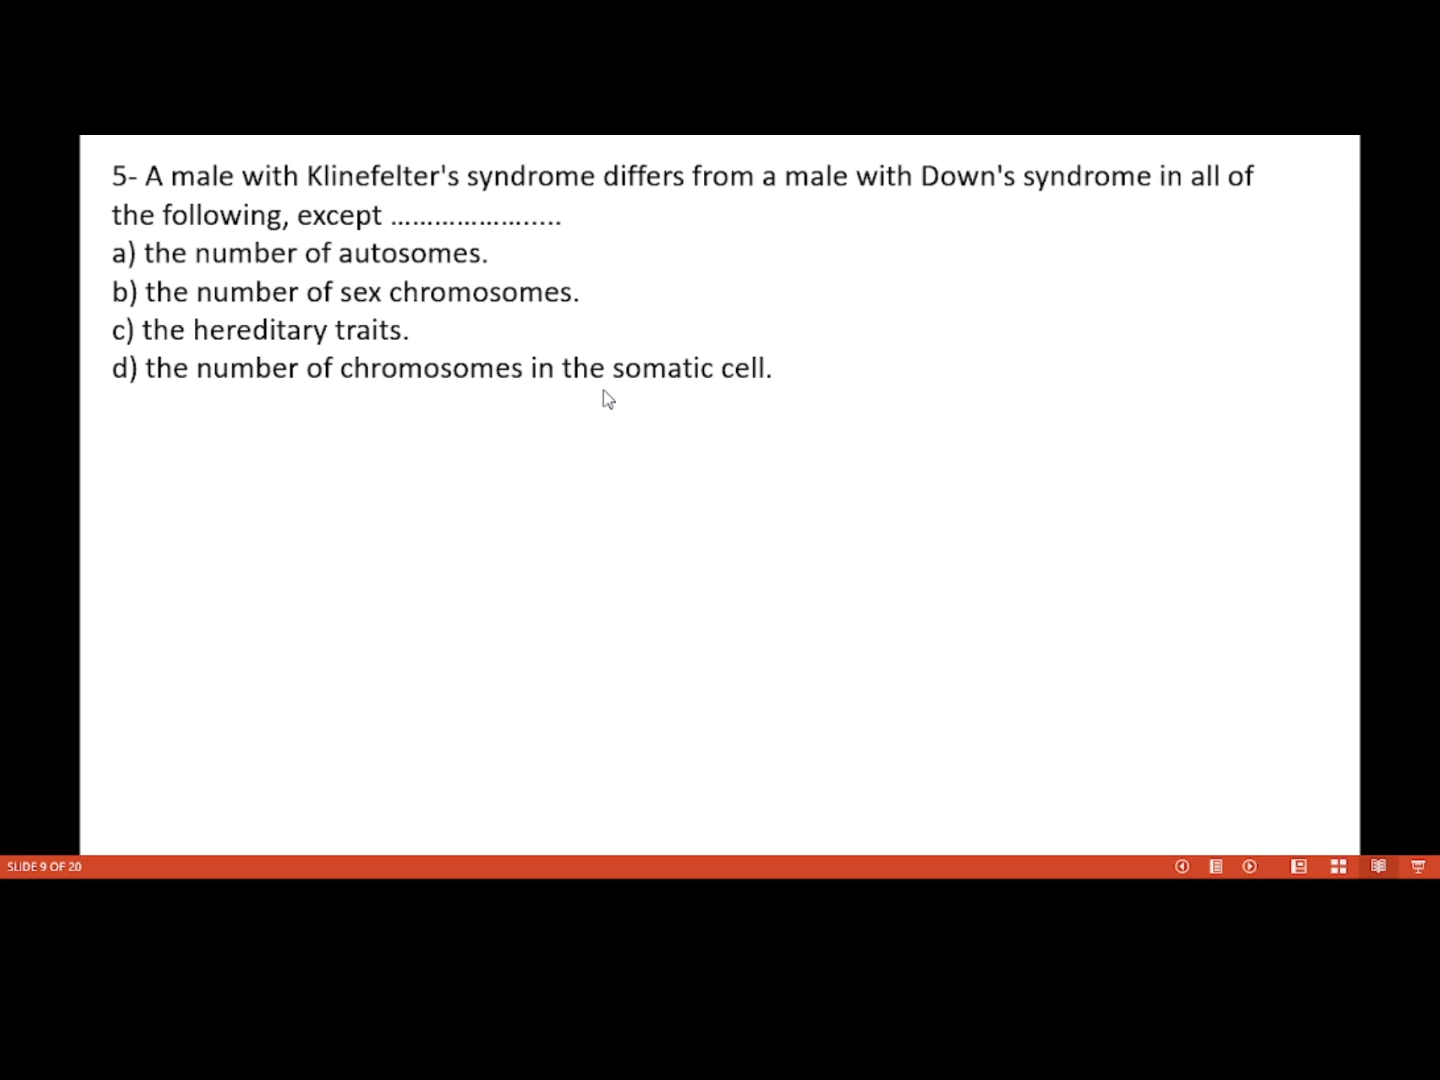 5- A male with Klinefelter's syndrome differs from a male with Down's syndrome in all of
the following, except …………………....
a) the number of autosomes.
b) the number of sex chromosomes.
c) the hereditary traits.
d) the number of chromosomes in the somatic cell.
SLIDE 9 OF 20